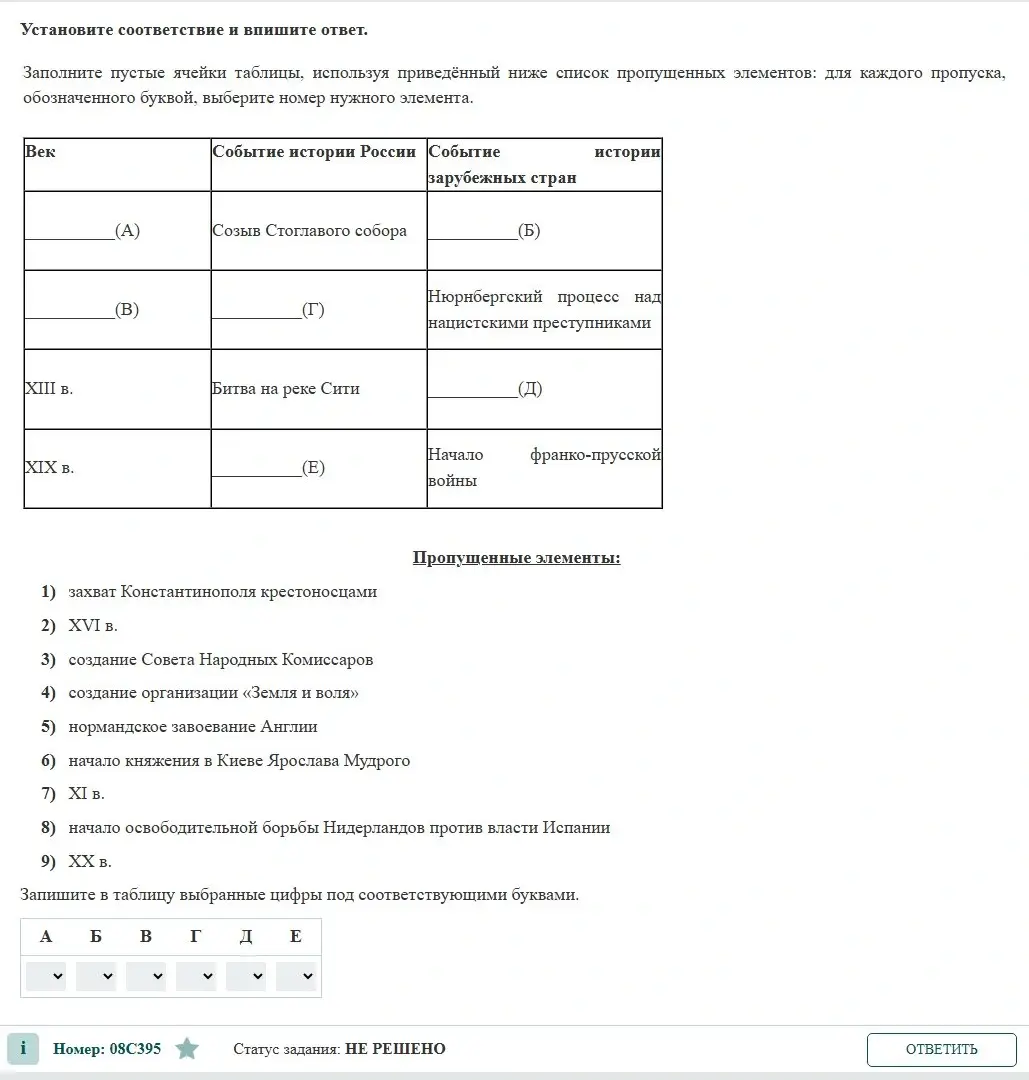 Установите соответствие и впишите ответ.
Заполните пустые ячейки таблицы, используя приведённый ниже список пропущенных элементов: для каждого пропуска,
обозначенного буквой, выберите номер нужного элемента.
Век
Событие истории России
Событие истории
зарубежных стран
__________(А)
Созыв Стоглавого собора
__________(Б)
__________(В)
__________(Г)
Нюрнбергский процесс над
нацистскими преступниками
XIII в.
Битва на реке Сити
__________(Д)
XIX в.
__________(Е)
Начало франко-прусской
войны
Пропущенные элементы:
1) захват Константинополя крестоносцами
2) XVI в.
3) создание Совета Народных Комиссаров
4) создание организации «Земля и воля»
5) нормандское завоевание Англии
6) начало княжения в Киеве Ярослава Мудрого
7) XI в.
8) начало освободительной борьбы Нидерландов против власти Испании
9) XX в.
Запишите в таблицу выбранные цифры под соответствующими буквами.
А Б В Г Д Е
i Номер: 08C395 Статус задания: НЕ РЕШЕНО ОТВЕТИТЬ